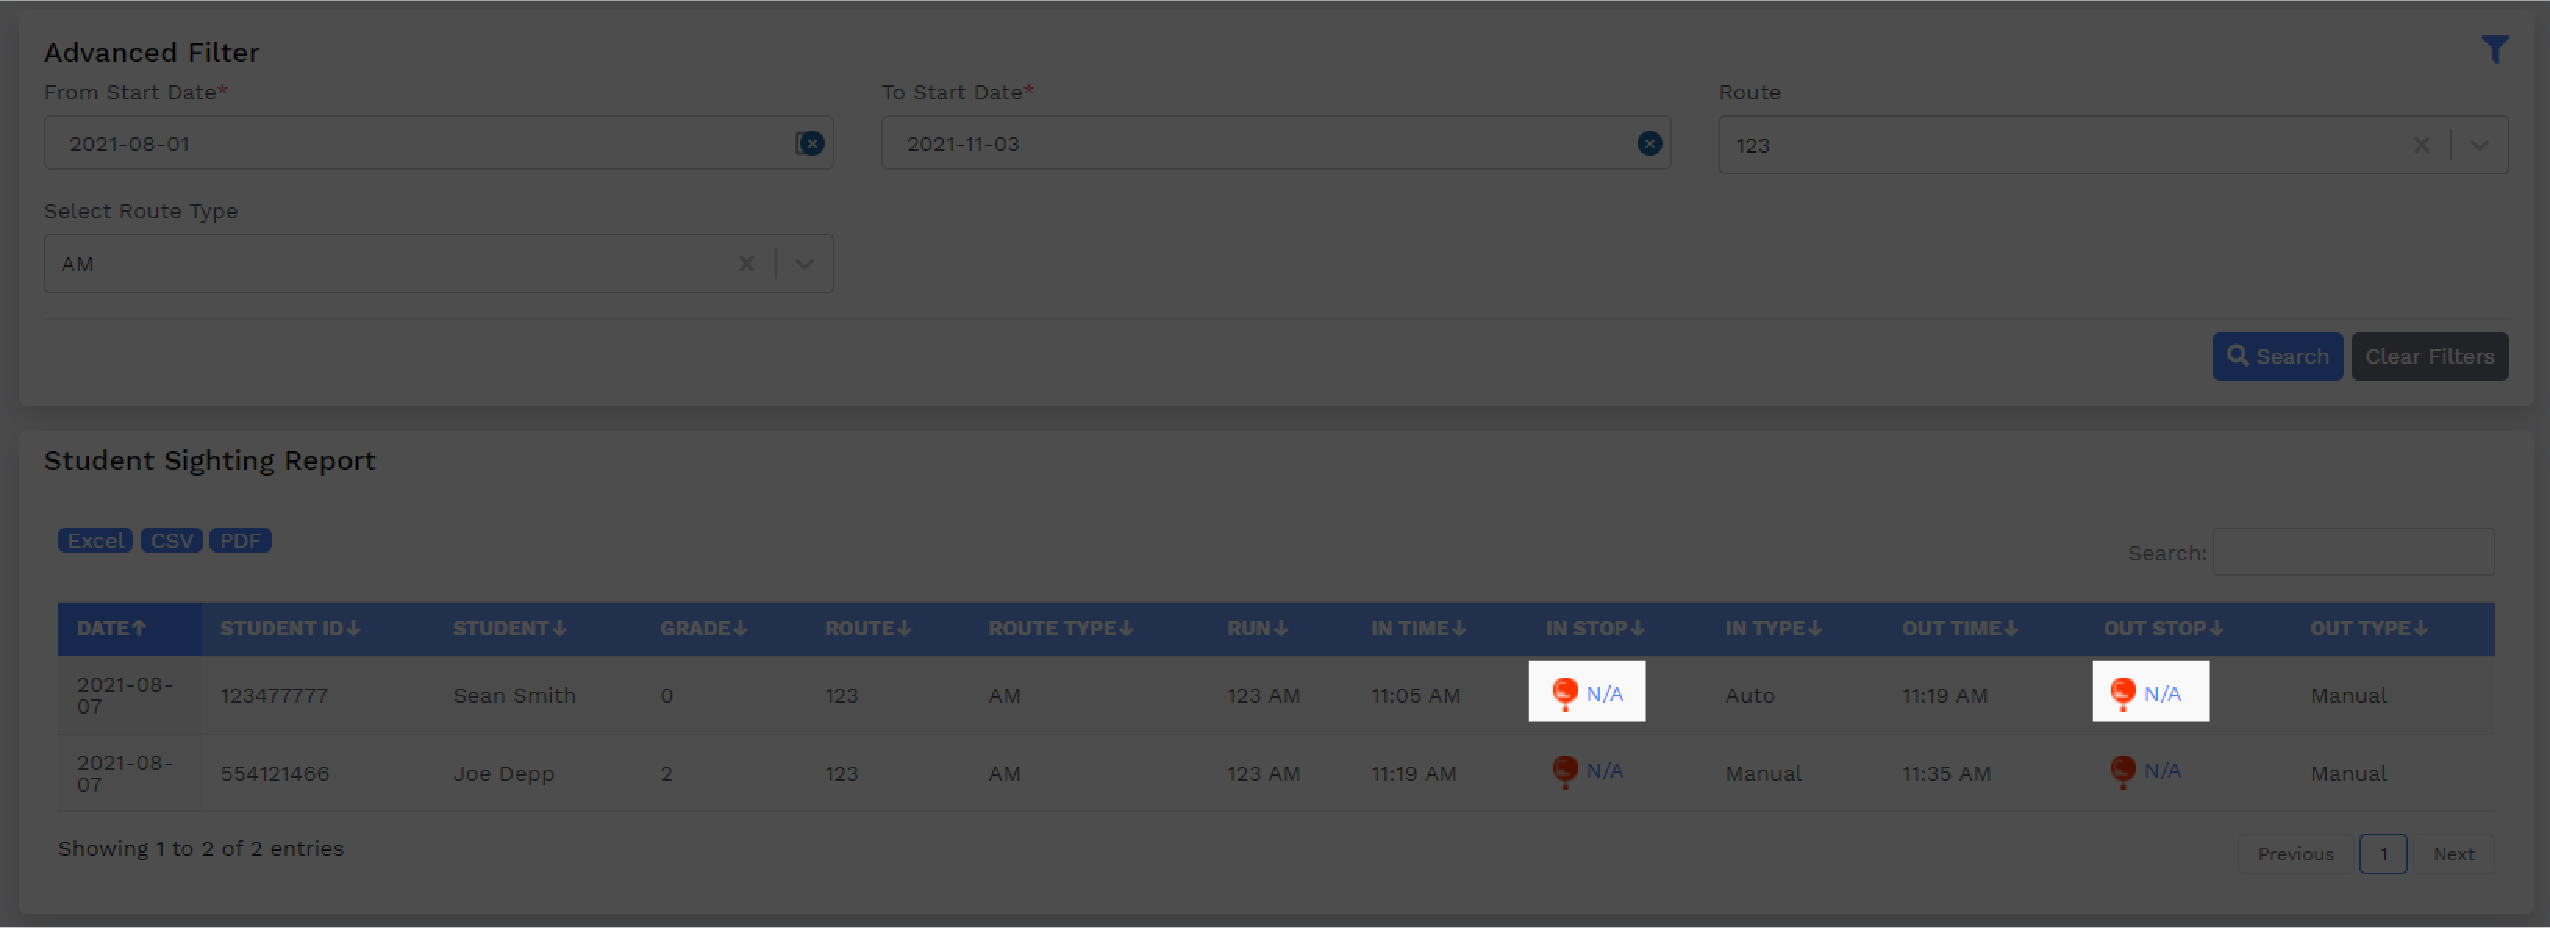 Advanced Filter
From Start Date* To Start Date* Route
2021-08-01 2021-11-03 123
Select Route Type
AM
Search Clear Filters
Student Sighting Report
Excel CSV PDF
Search:
DATE STUDENT ID STUDENT GRADE ROUTE ROUTE TYPE RUN IN TIME IN STOP IN TYPE OUT TIME OUT STOP OUT TYPE
2021-08-
07 123477777 Sean Smith 0 123 AM 123 AM 11:05 AM N/A Auto 11:19 AM N/A Manual
2021-08-
07 554121466 Joe Depp 2 123 AM 123 AM 11:19 AM N/A Manual 11:35 AM N/A Manual
Showing 1 to 2 of 2 entries
Previous 1 Next